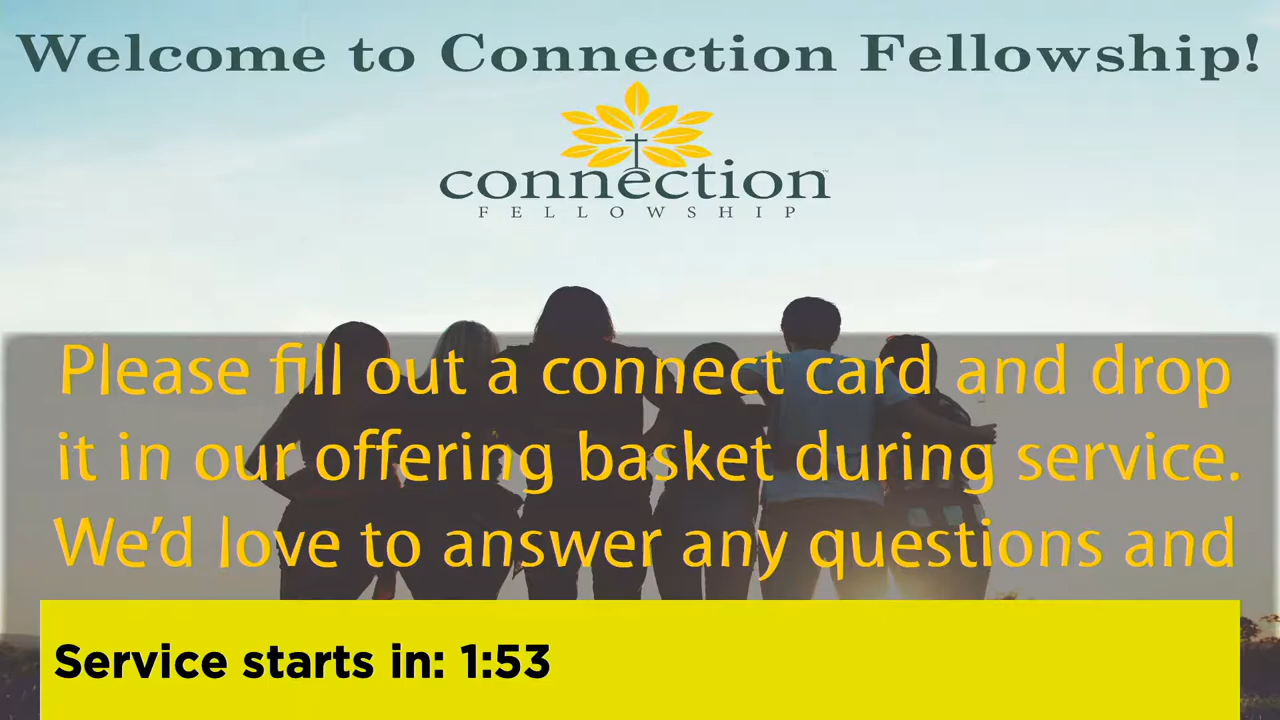 Welcome to Connection Fellowship!
connection
FELLOWSHIP
Please fill out a connect card and drop
it in our offering basket during service.
We'd love to answer any questions and
Service starts in: 1:53